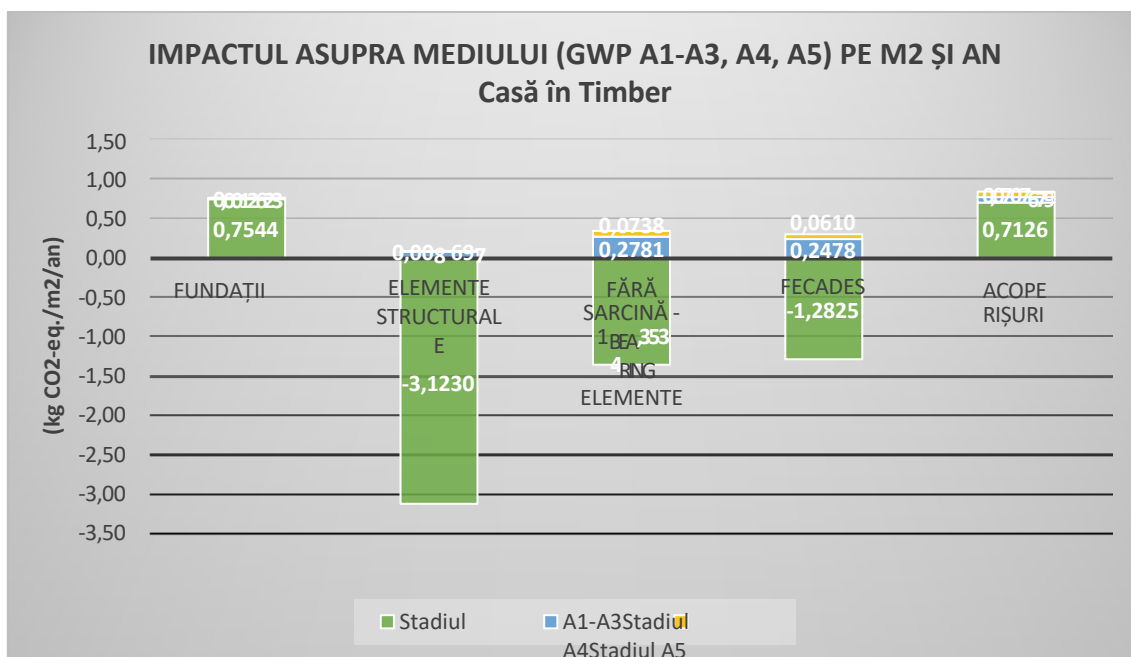 IMPACTUL ASUPRA MEDIULUI (GWP A1-A3, A4, A5) PE M2 ȘI AN
Casă în Timber
(kg CO2-eq./m2/an)
1,50
1,00
0,50
0,00
-0,50
-1,00
-1,50
-2,00
-2,50
-3,00
-3,50
0,7544
FUNDAȚII
ELEMENTE
STRUCTURAL
E
-3,1230
0,0738
0,2781
FĂRĂ
SARCINĂ -
ELEMENTE
0,0610
0,2478
FECADES
-1,2825
0,7126
ACOPE
RIȘURI
Stadiul
A1-A3Stadiul
A4Stadiul A5